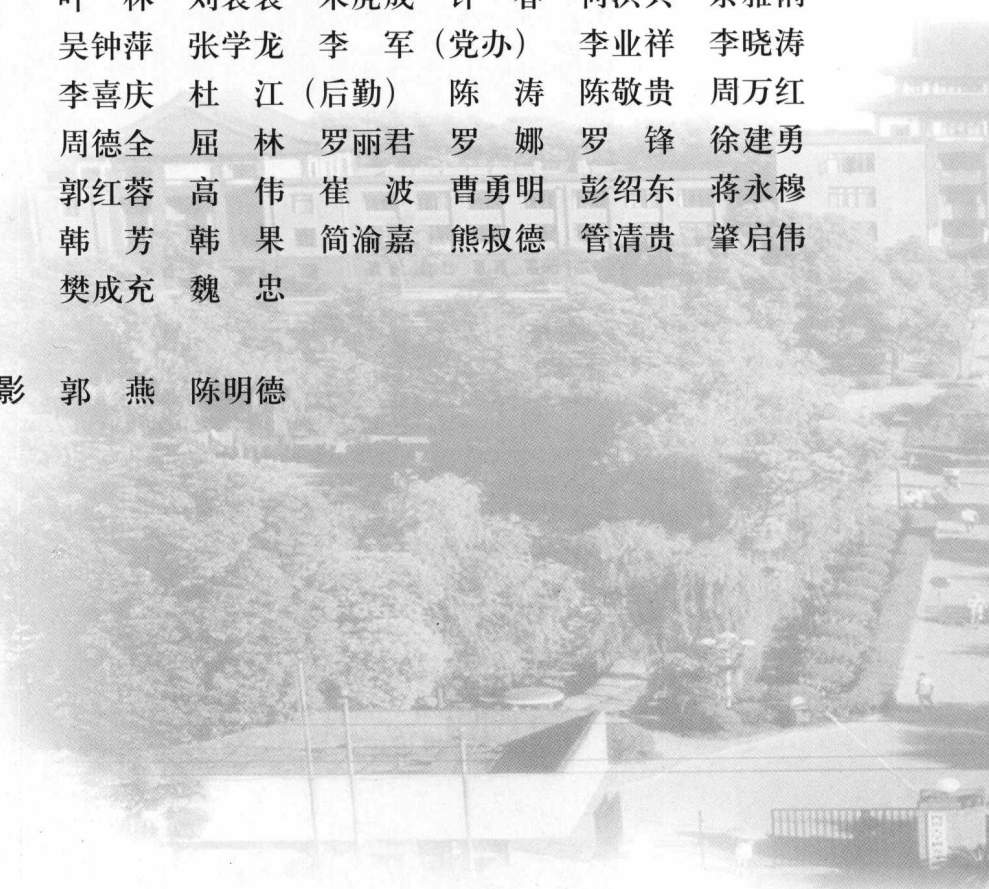 吴钟萍 张学龙 李 军(党办) 李业祥 李晓涛
李喜庆 杜 江(后勤) 陈 涛 陈敬贵 周万红
周德全 屈 林 罗丽君 罗 娜 罗 锋 徐建勇
郭红蓉 高 伟 崔 波 曹勇明 彭绍东 蒋永穆
韩 芳 韩 果 简渝嘉 熊叔德 管清贵 肇启伟
樊成充 魏 忠
影 郭 燕 陈明德